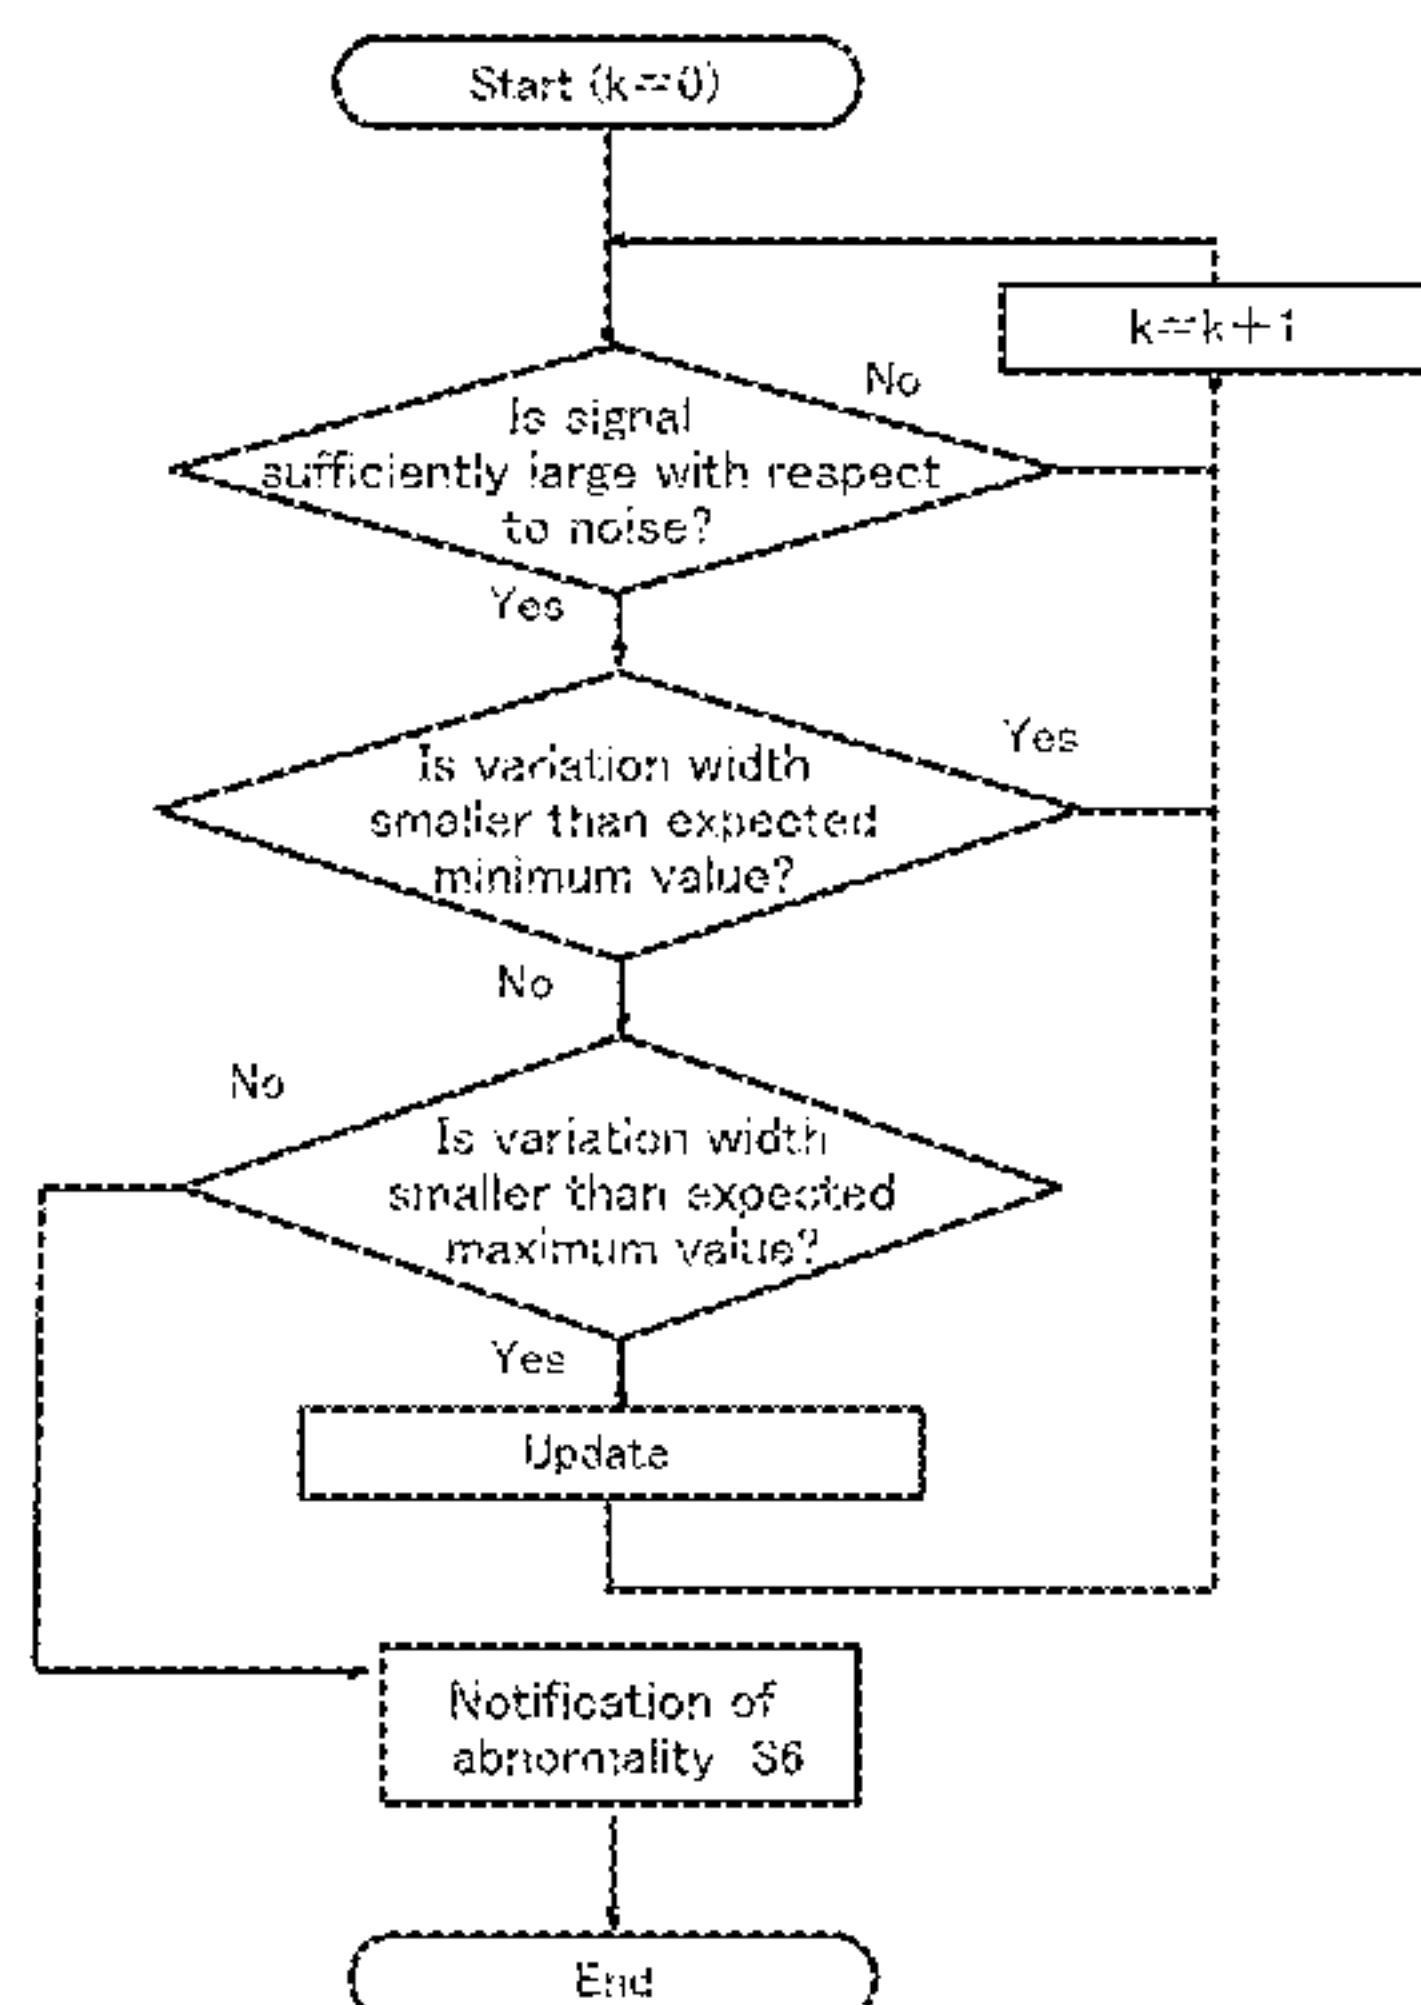 Start (k=0)
k=k+1
No
Is signal
sufficiently large with respect
to noise?
Yes
Yes
Is variation width
smaller than expected
minimum value?
No
No
Is variation width
smaller than expected
maximum value?
Yes
Update
Notification of
abnormality S6
End